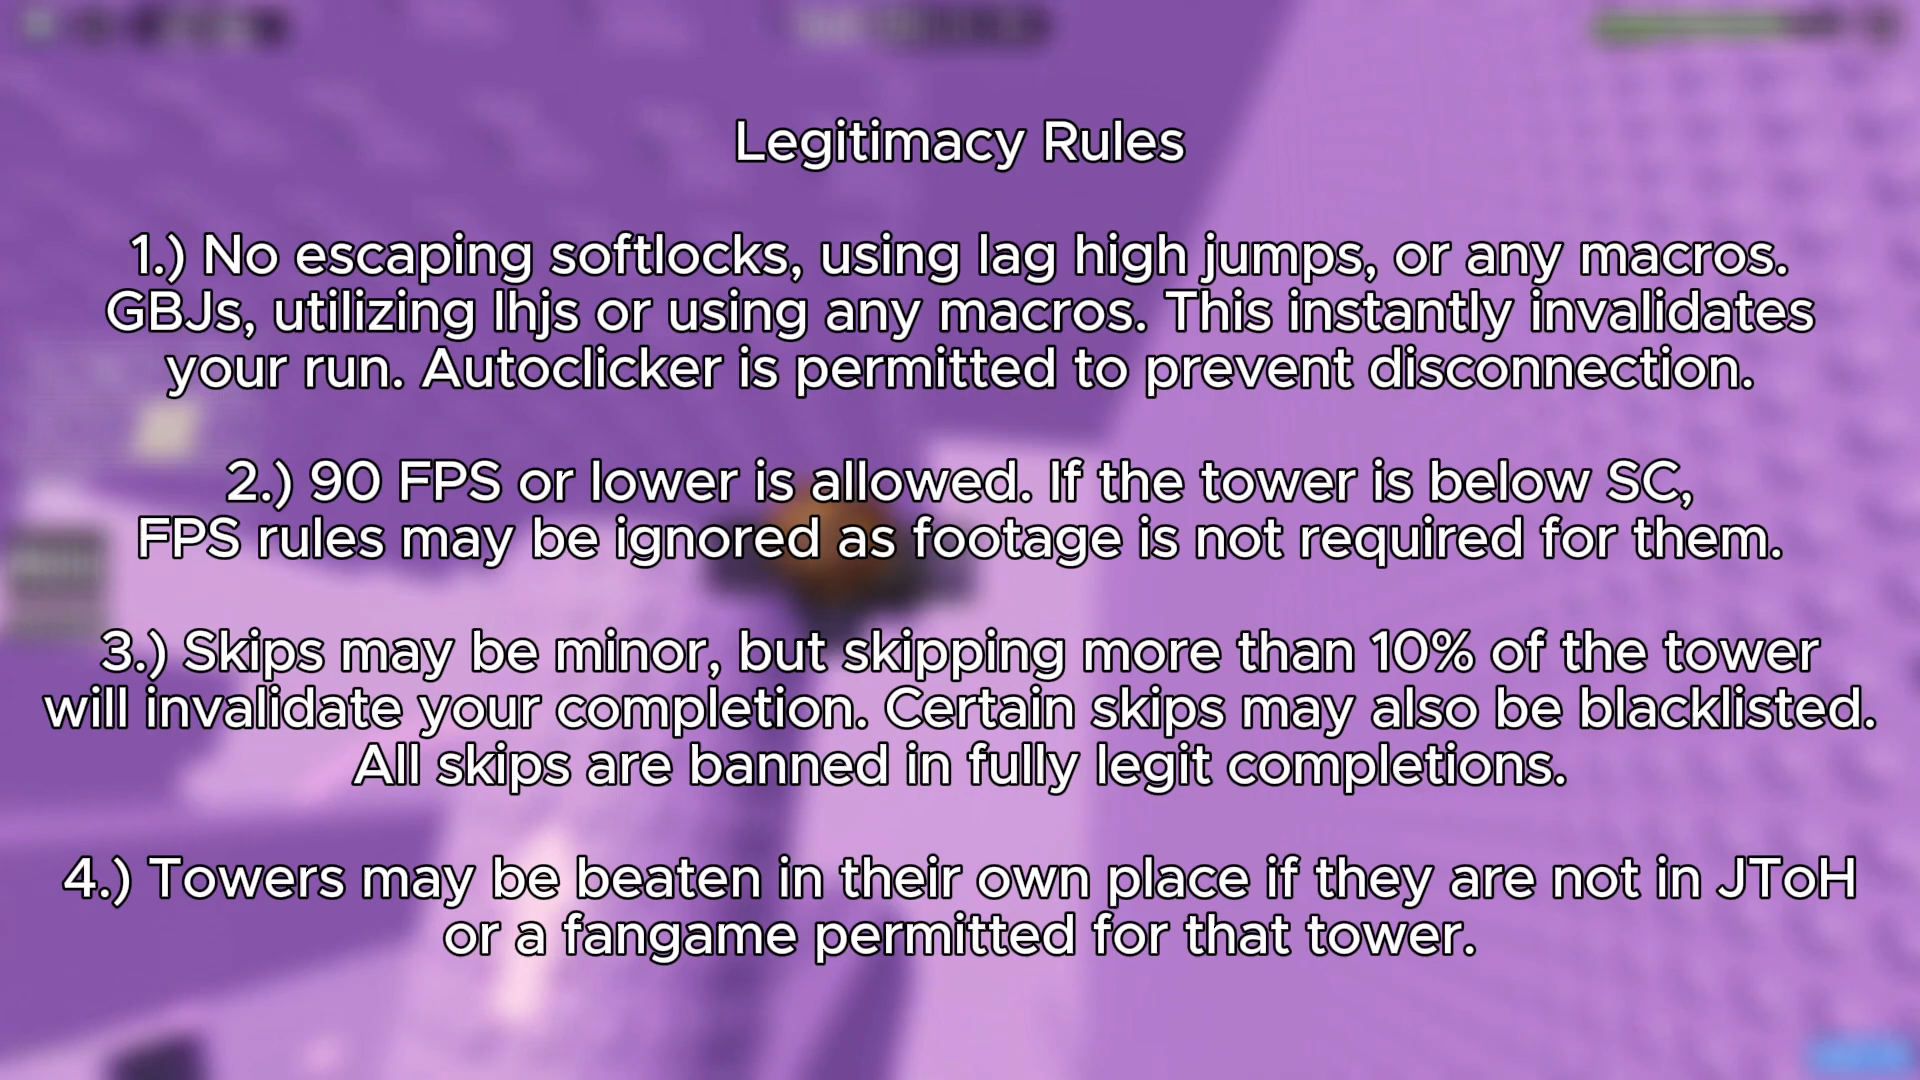 Legitimacy Rules
1.) No escaping softlocks, using lag high jumps, or any macros.
GBJs, utilizing lhjs or using any macros. This instantly invalidates
your run. Autoclicker is permitted to prevent disconnection.
2.) 90 FPS or lower is allowed. If the tower is below SC,
FPS rules may be ignored as footage is not required for them.
3.) Skips may be minor, but skipping more than 10% of the tower
will invalidate your completion. Certain skips may also be blacklisted.
All skips are banned in fully legit completions.
4.) Towers may be beaten in their own place if they are not in JToH
or a fangame permitted for that tower.